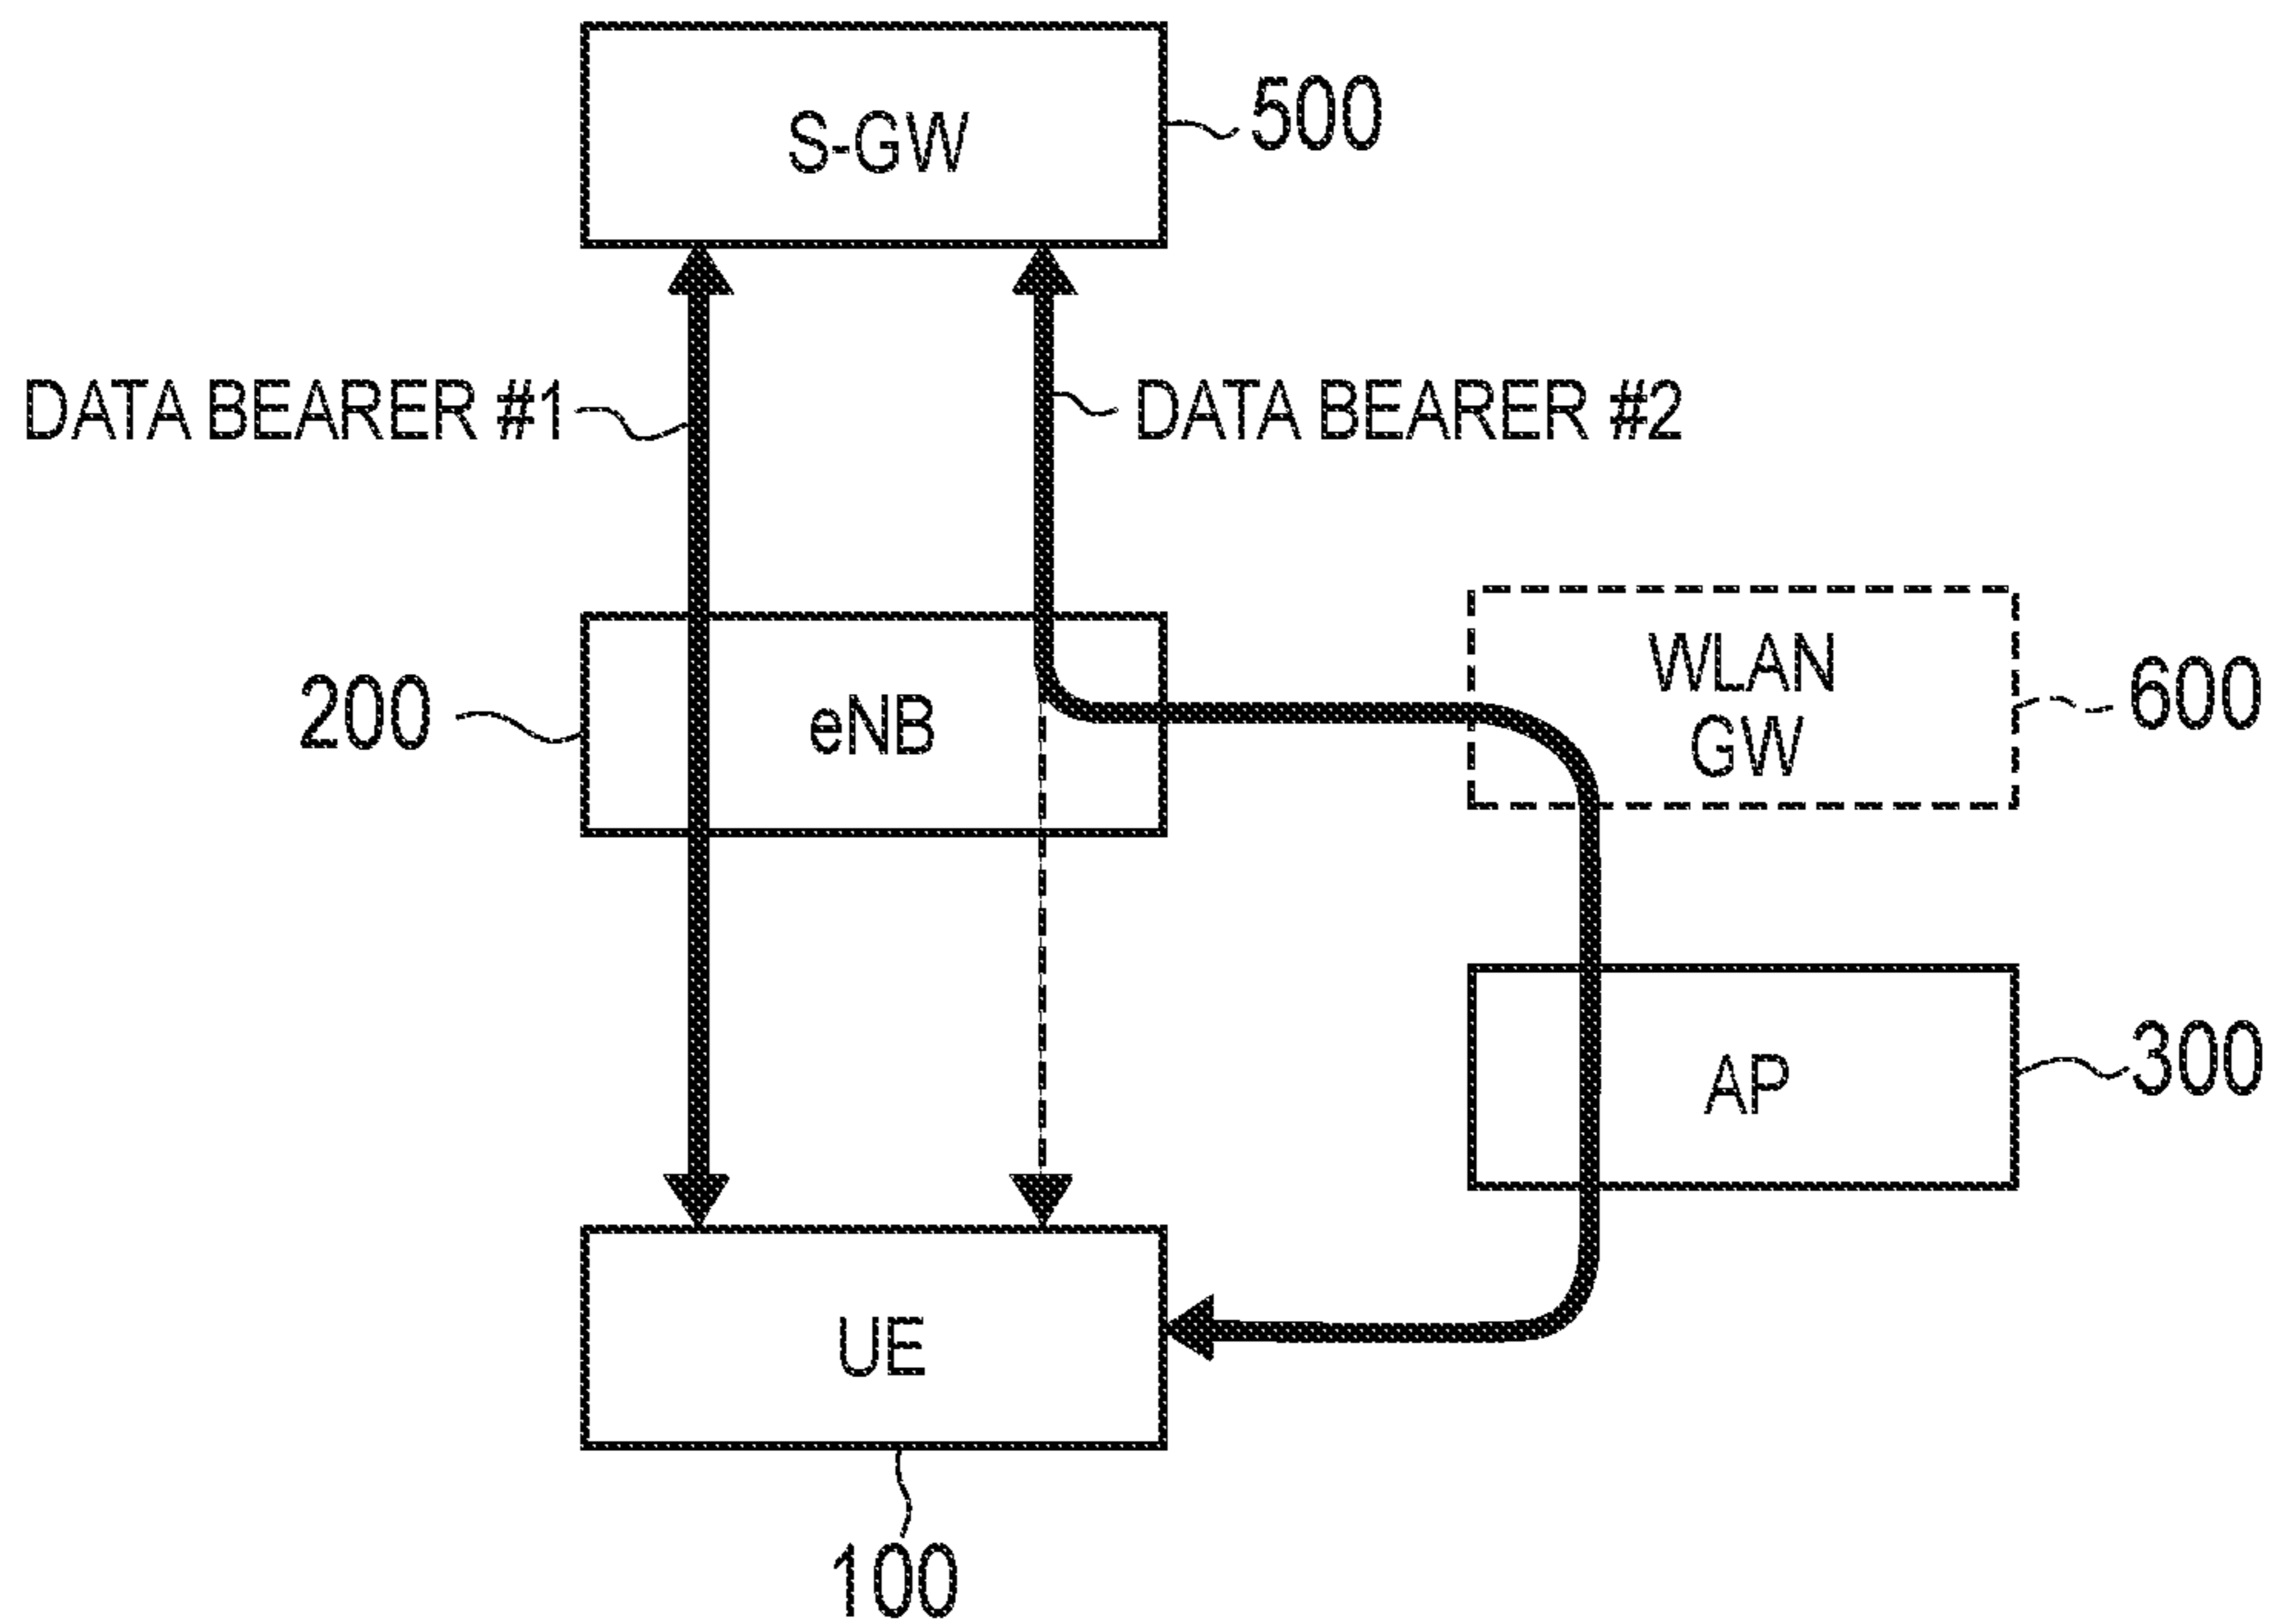 S-GW
500
DATA BEARER #1
DATA BEARER #2
200
eNB
WLAN
GW
600
AP
300
UE
100